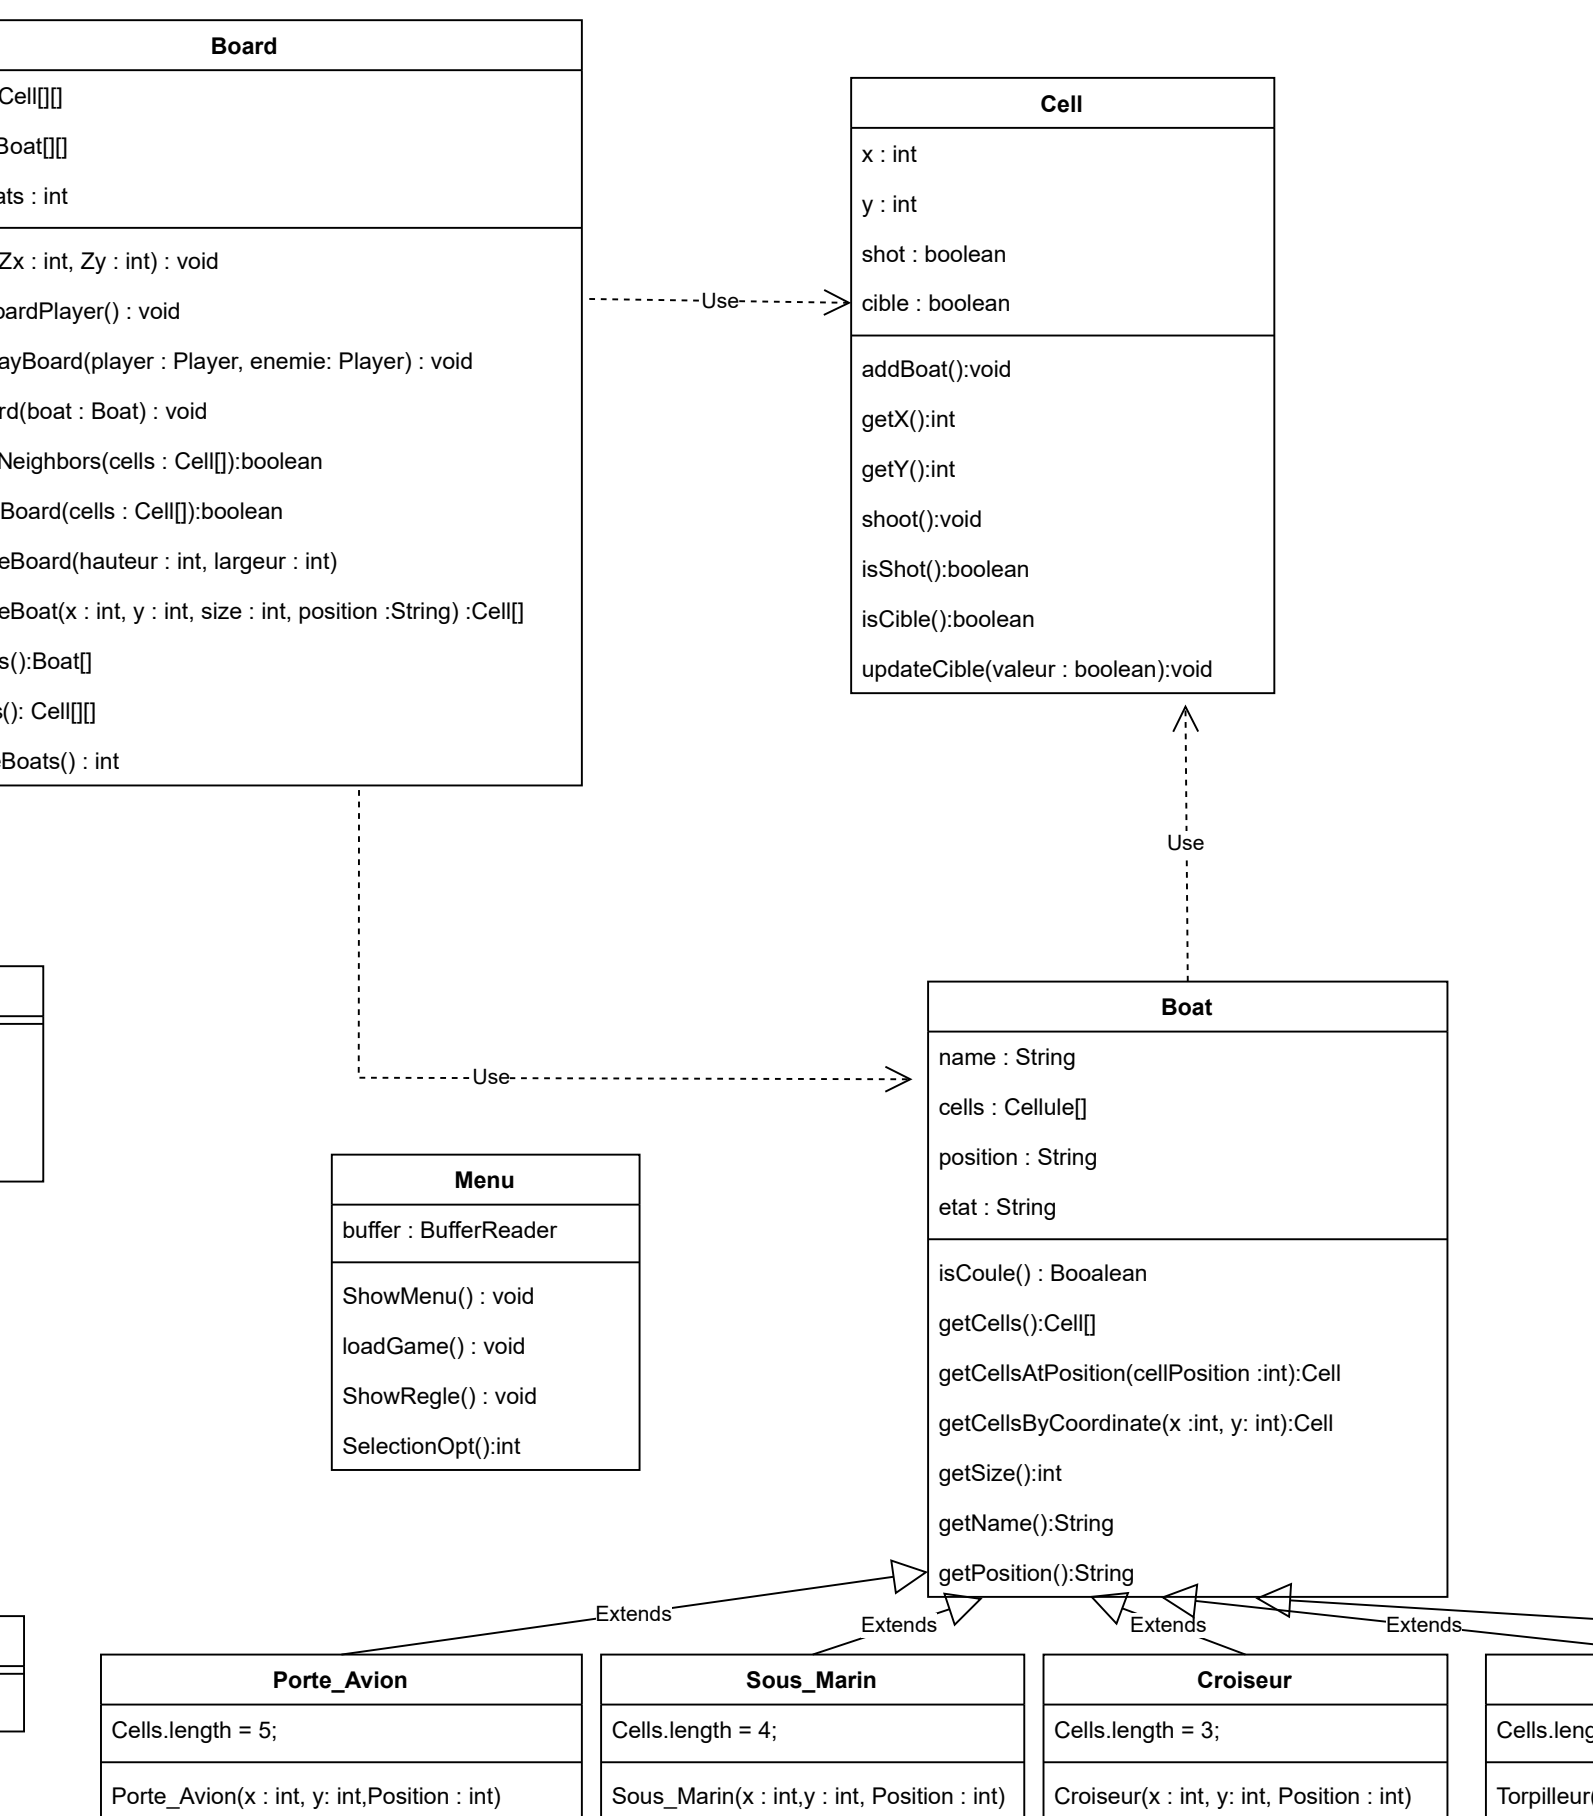 Board
Cell[][]
Boat[][]
ats : int
Zx : int, Zy : int) : void
oardPlayer() : void
ayBoard(player : Player, enemie: Player) : void
rd(boat : Boat) : void
Neighbors(cells : Cell[]):boolean
Board(cells : Cell[]):boolean
eBoard(hauteur : int, largeur : int)
eBoat(x : int, y : int, size : int, position :String) :Cell[]
s():Boat[]
s(): Cell[][]
eBoats() : int
Use
Cell
x : int
y : int
shot : boolean
cible : boolean
addBoat():void
getX():int
getY():int
shoot():void
isShot():boolean
isCible():boolean
updateCible(valeur : boolean):void
Use
Use
Boat
name : String
cells : Cellule[]
position : String
etat : String
isCoule() : Booalean
getCells():Cell[]
getCellsAtPosition(cellPosition :int):Cell
getCellsByCoordinate(x :int, y: int):Cell
getSize():int
getName():String
getPosition():String
Menu
buffer : BufferReader
ShowMenu() : void
loadGame() : void
ShowRegle() : void
SelectionOpt():int
Extends
Extends
Extends
Extends
Porte_Avion
Cells.length = 5;
Porte_Avion(x : int, y: int,Position : int)
Sous_Marin
Cells.length = 4;
Sous_Marin(x : int,y : int, Position : int)
Croiseur
Cells.length = 3;
Croiseur(x : int, y: int, Position : int)
Cells.leng
Torpilleur(